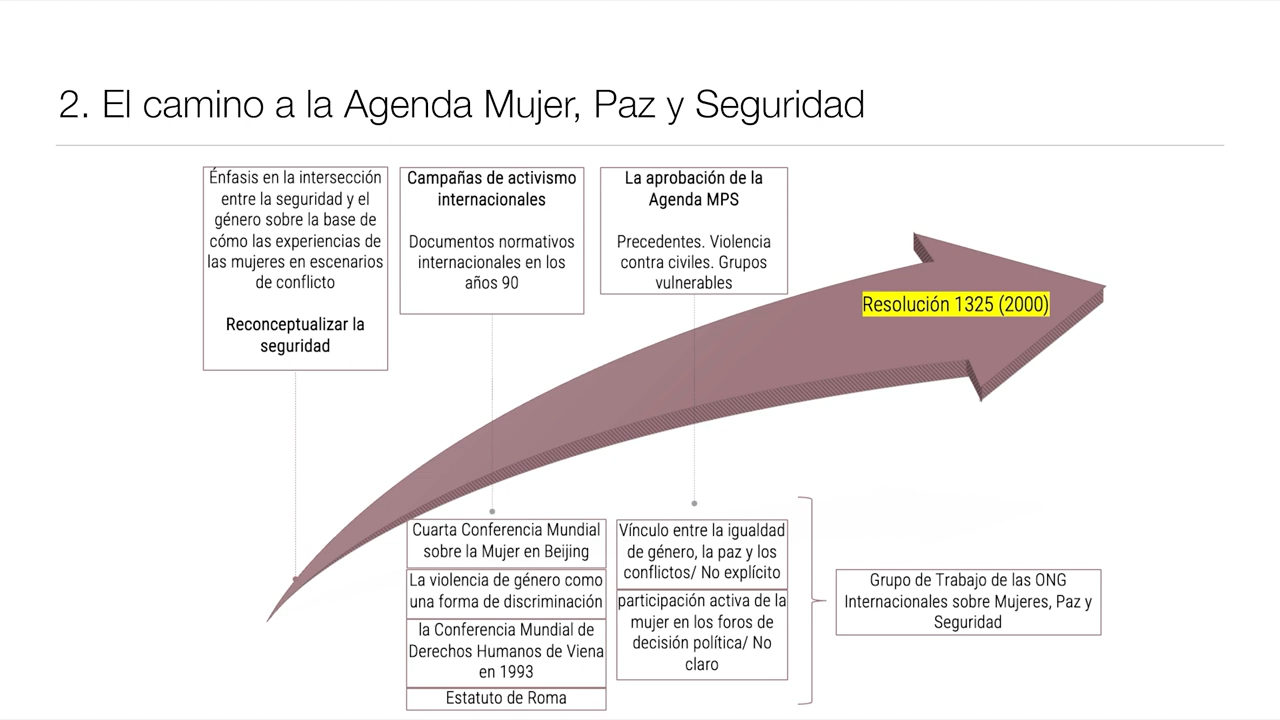 2. El camino a la Agenda Mujer, Paz y Seguridad
Énfasis en la intersección
entre la seguridad y el
género sobre la base de
cómo las experiencias de
las mujeres en escenarios
de conflicto
Reconceptualizar la
seguridad
Campañas de activismo
internacionales
Documentos normativos
internacionales en los
años 90
La aprobación de la
Agenda MPS
Precedentes. Violencia
contra civiles. Grupos
vulnerables
Resolución 1325 (2000)
Cuarta Conferencia Mundial
sobre la Mujer en Beijing
La violencia de género como
una forma de discriminación
la Conferencia Mundial de
Derechos Humanos de Viena
en 1993
Estatuto de Roma
Vínculo entre la igualdad
de género, la paz y los
conflictos/ No explícito
participación activa de la
mujer en los foros de
decisión política/ No
claro
Grupo de Trabajo de las ONG
Internacionales sobre Mujeres, Paz y
Seguridad